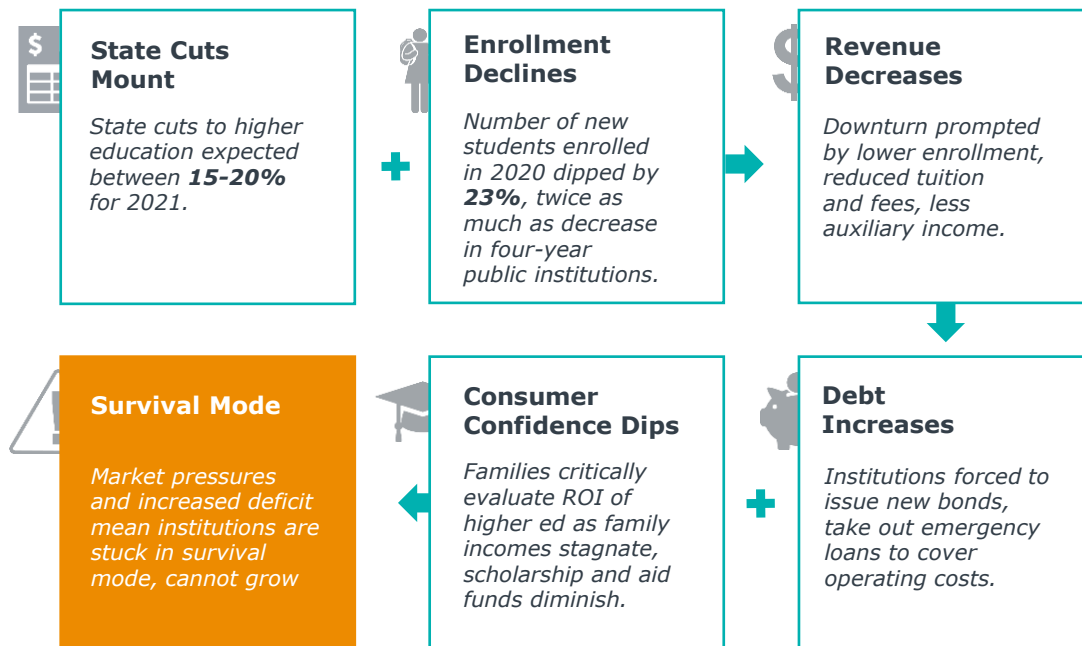 $
State Cuts
Mount
State cuts to higher
education expected
between 15-20%
for 2021.
Enrollment
Declines
Number of new
students enrolled
in 2020 dipped by
23%, twice as
much as decrease
in four-year
public institutions.
$
Revenue
Decreases
Downturn prompted
by lower enrollment,
reduced tuition
and fees, less
auxiliary income.
Debt
Increases
Institutions forced to
issue new bonds,
take out emergency
loans to cover
operating costs.
Consumer
Confidence Dips
Families critically
evaluate ROI of
higher ed as family
incomes stagnate,
scholarship and aid
funds diminish.
Survival Mode
Market pressures
and increased deficit
mean institutions are
stuck in survival
mode, cannot grow